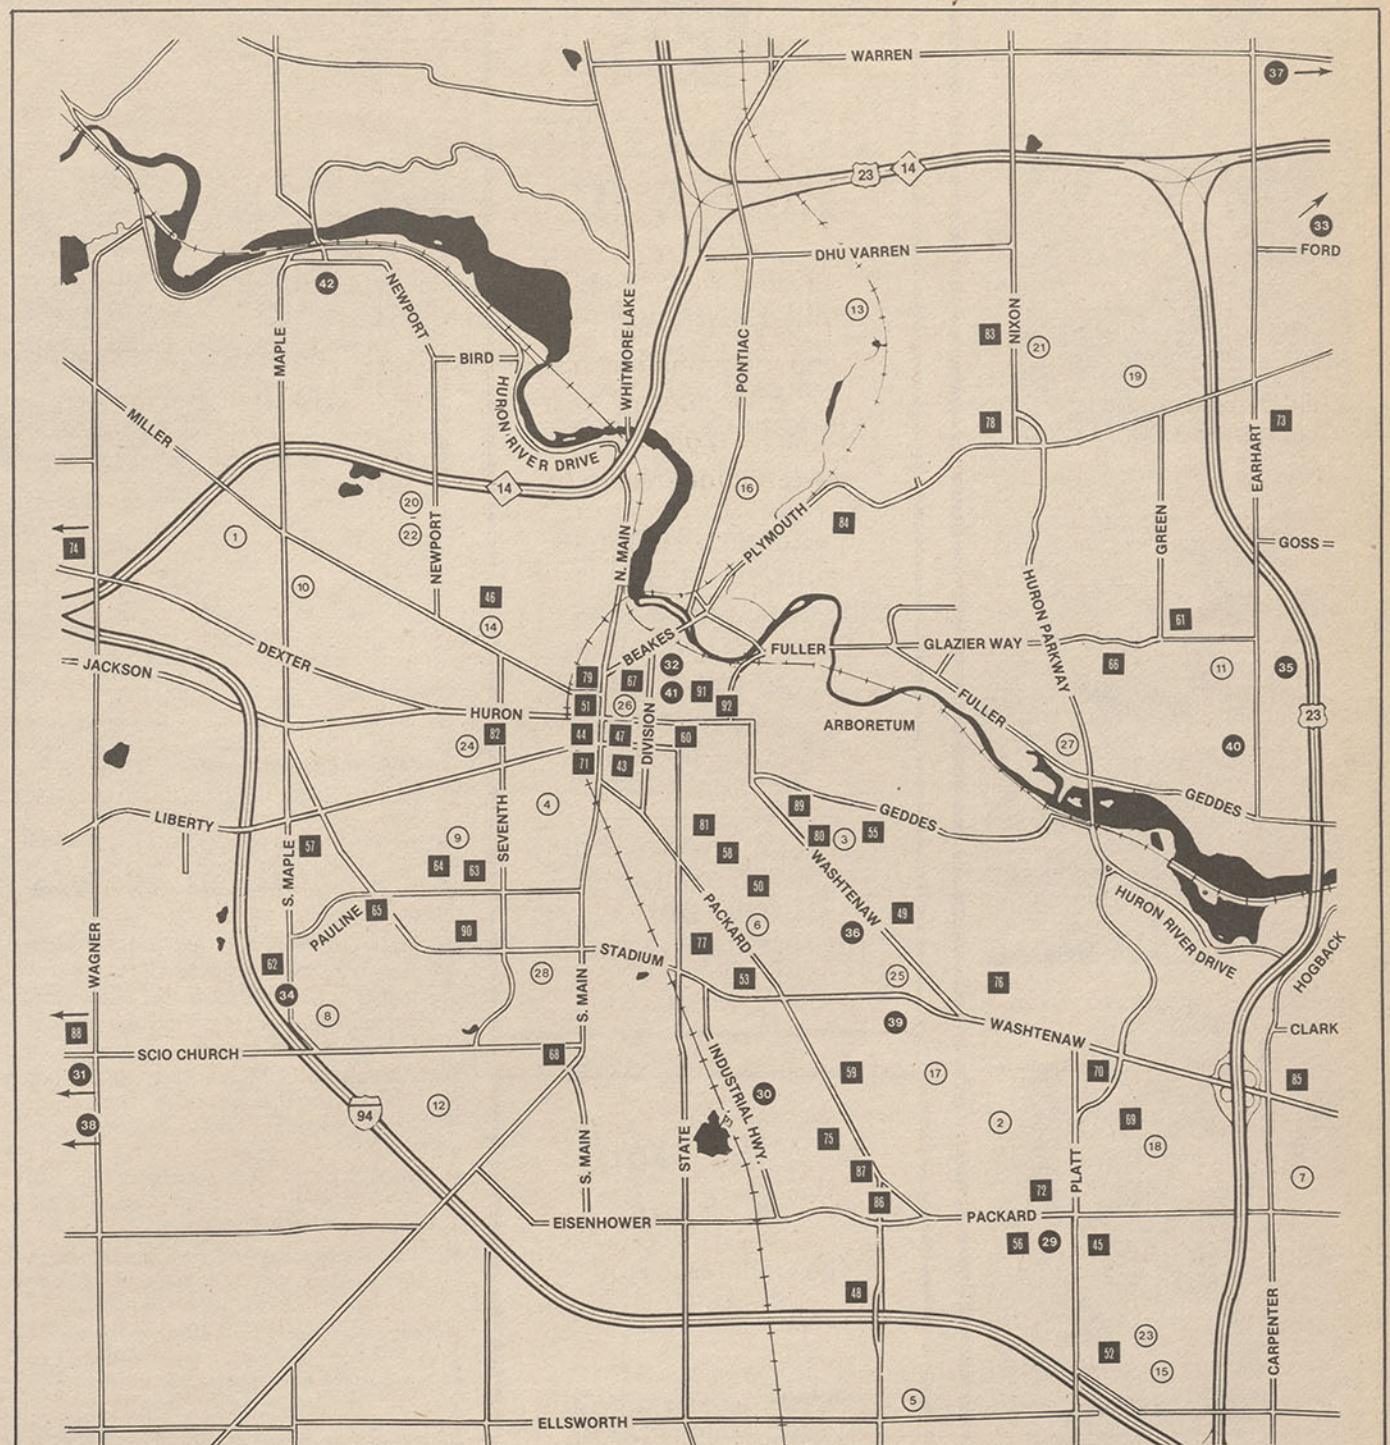 WARREN
37
23
14
33
FORD
DHU VARREN
42
NEWPORT
13
MAPLE
WHITMORE LAKE
PONTIAC
83
NIXON
21
BIRD
19
HURON RIVER DRIVE
MILLER
78
73
EARHART
14
20
16
22
1
84
PLYMOUTH
GREEN
74
NEWPORT
N. MAIN
GOSS
10
46
14
HURON PARKWAY
61
DEXTER
BEAKES
32
FULLER
GLAZIER WAY
66
11
35
JACKSON
79
67
41
91
51
26
92
FULLER
HURON
23
ARBORETUM
82
24
44
47
DIVISION
60
27
40
71
43
4
89
GEDDES
GEDDES
LIBERTY
9
81
80
3
55
57
SEVENTH
58
64
63
S. MAPLE
50
WASHTENAW
65
PACKARD
49
HURON RIVER DRIVE
PAULINE
90
6
36
WAGNER
77
STADIUM
62
28
53
25
76
HOGBACK
34
S. MAIN
8
39
88
WASHTENAW
CLARK
SCIO CHURCH
68
31
INDUSTRIAL HWY.
59
17
70
85
30
12
94
38
2
69
75
18
STATE
S. MAIN
PLATT
87
7
72
86
EISENHOWER
PACKARD
56
29
45
48
CARPENTER
23
52
15
5
ELLSWORTH